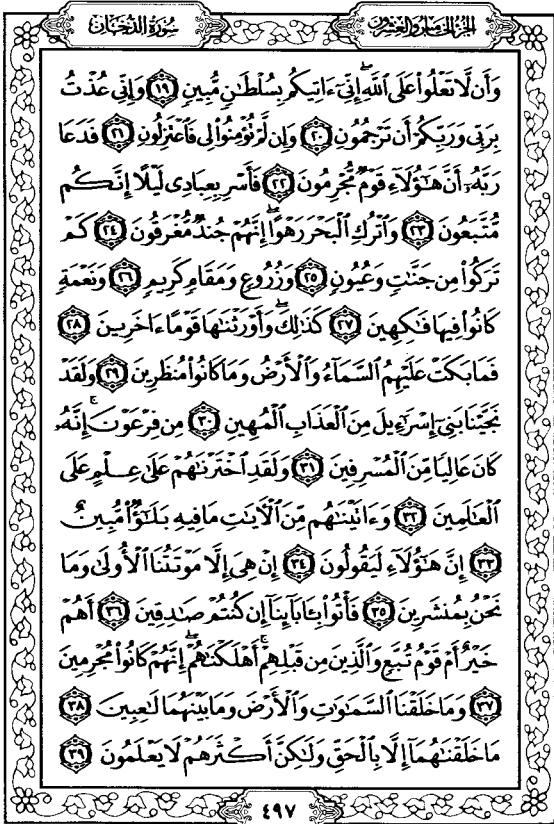 الجزء الخامس والعشرون
سورة الدخان
وَأَن لَّا تَعْلُوا۟ عَلَى ٱللَّهِ ۖ إِنِّىٓ ءَاتِيكُم بِسُلْطَٰنٍ مُّبِينٍ ﴿١٩﴾ وَإِنِّى عُذْتُ
بِرَبِّى وَرَبِّكُمْ أَن تَرْجُمُونِ ﴿٢٠﴾ وَإِن لَّمْ تُؤْمِنُوا۟ لِى فَٱعْتَزِلُونِ ﴿٢١﴾ فَدَعَا
رَبَّهُۥٓ أَنَّ هَٰٓؤُلَآءِ قَوْمٌ مُّجْرِمُونَ ﴿٢٢﴾ فَأَسْرِ بِعِبَادِى لَيْلًا إِنَّكُم
مُّتَّبَعُونَ ﴿٢٣﴾ وَٱتْرُكِ ٱلْبَحْرَ رَهْوًا ۖ إِنَّهُمْ جُندٌ مُّغْرَقُونَ ﴿٢٤﴾ كَمْ
تَرَكُوا۟ مِن جَنَّٰتٍ وَعُيُونٍ ﴿٢٥﴾ وَزُرُوعٍ وَمَقَامٍ كَرِيمٍ ﴿٢٦﴾ وَنَعْمَةٍ
كَانُوا۟ فِيهَا فَٰكِهِينَ ﴿٢٧﴾ كَذَٰلِكَ ۖ وَأَوْرَثْنَٰهَا قَوْمًا ءَاخَرِينَ ﴿٢٨﴾
فَمَا بَكَتْ عَلَيْهِمُ ٱلسَّمَآءُ وَٱلْأَرْضُ وَمَا كَانُوا۟ مُنظَرِينَ ﴿٢٩﴾ وَلَقَدْ
نَجَّيْنَا بَنِىٓ إِسْرَٰٓءِيلَ مِنَ ٱلْعَذَابِ ٱلْمُهِينِ ﴿٣٠﴾ مِن فِرْعَوْنَ ۚ إِنَّهُۥ
كَانَ عَالِيًا مِّنَ ٱلْمُسْرِفِينَ ﴿٣١﴾ وَلَقَدِ ٱخْتَرْنَٰهُمْ عَلَىٰ عِلْمٍ عَلَى
ٱلْعَٰلَمِينَ ﴿٣٢﴾ وَءَاتَيْنَٰهُم مِّنَ ٱلْءَايَٰتِ مَا فِيهِ بَلَٰٓؤٌا۟ مُّبِينٌ
﴿٣٣﴾ إِنَّ هَٰٓؤُلَآءِ لَيَقُولُونَ ﴿٣٤﴾ إِنْ هِىَ إِلَّا مَوْتَتُنَا ٱلْأُولَىٰ وَمَا
نَحْنُ بِمُنشَرِينَ ﴿٣٥﴾ فَأْتُوا۟ بِـَٔابَآئِنَآ إِن كُنتُمْ صَٰدِقِينَ ﴿٣٦﴾ أَهُمْ
خَيْرٌ أَمْ قَوْمُ تُبَّعٍ وَٱلَّذِينَ مِن قَبْلِهِمْ ۚ أَهْلَكْنَٰهُمْ ۖ إِنَّهُمْ كَانُوا۟ مُجْرِمِينَ
﴿٣٧﴾ وَمَا خَلَقْنَا ٱلسَّمَٰوَٰتِ وَٱلْأَرْضَ وَمَا بَيْنَهُمَا لَٰعِبِينَ ﴿٣٨﴾
مَا خَلَقْنَٰهُمَآ إِلَّا بِٱلْحَقِّ وَلَٰكِنَّ أَكْثَرَهُمْ لَا يَعْلَمُونَ ﴿٣٩﴾
٤٩٧